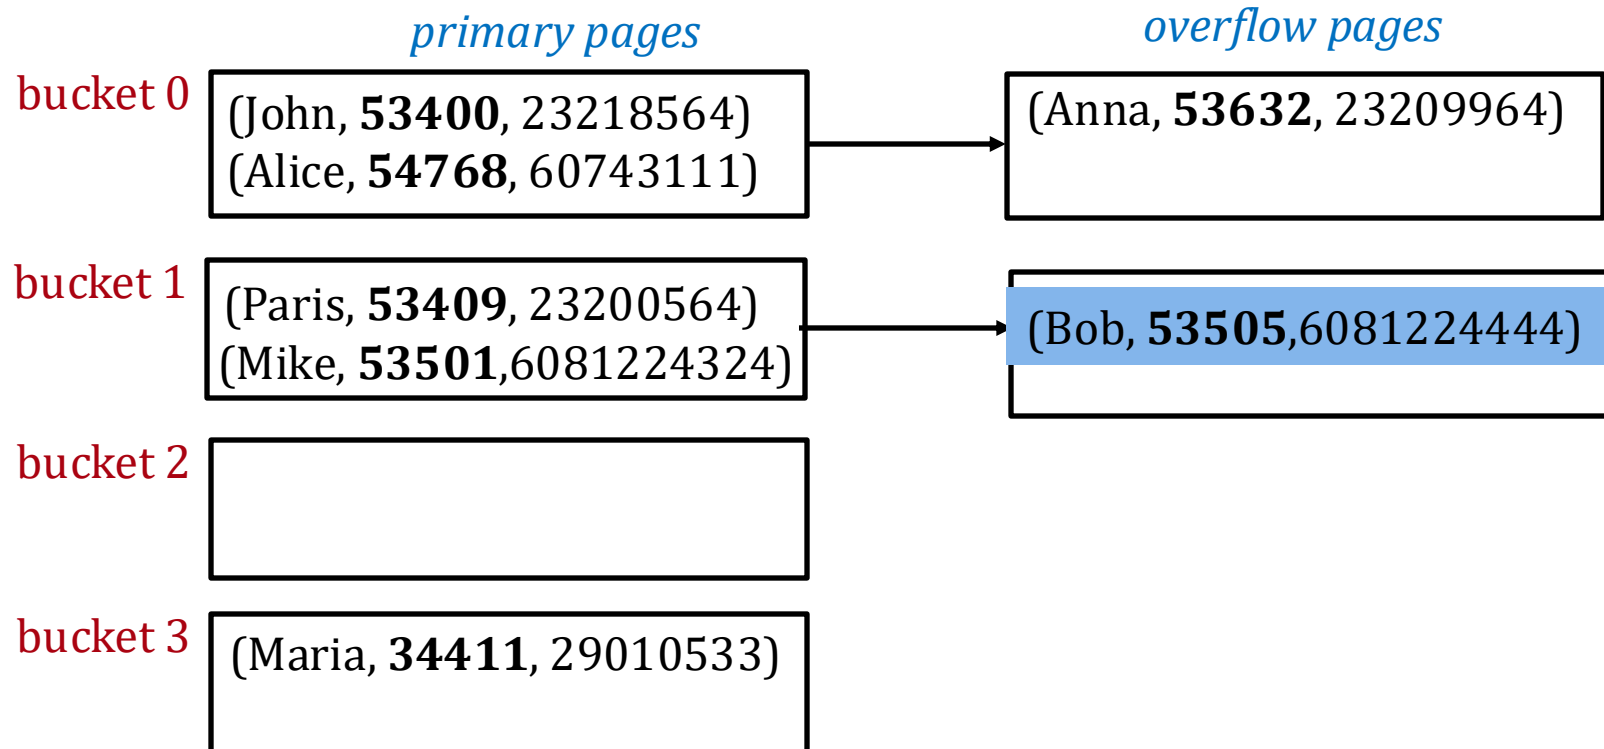 primary pages
overflow pages
bucket 0
(John, 53400, 23218564)
(Alice, 54768, 60743111)
(Anna, 53632, 23209964)
bucket 1
(Paris, 53409, 23200564)
(Mike, 53501,6081224324)
(Bob, 53505,6081224444)
bucket 2
bucket 3
(Maria, 34411, 29010533)